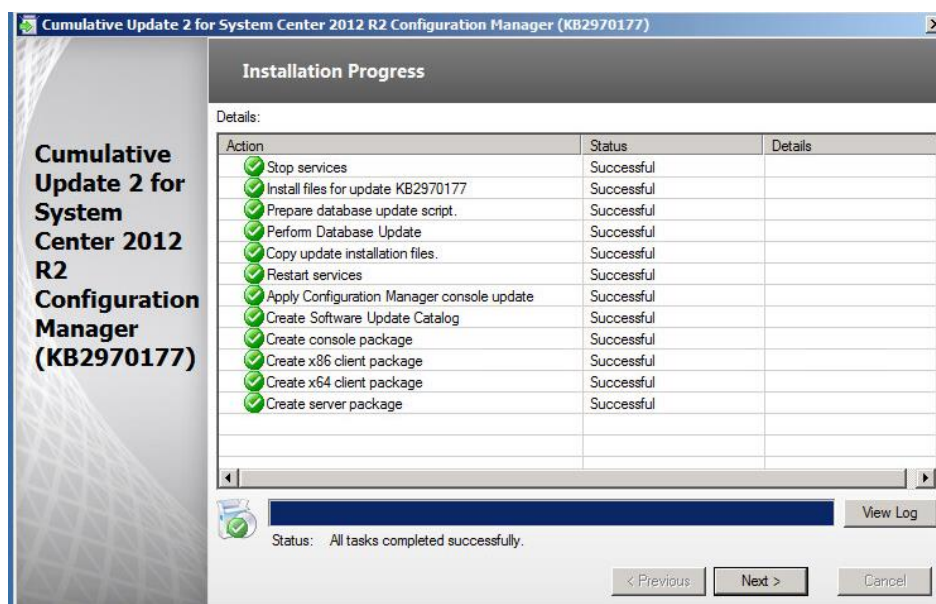 Cumulative Update 2 for System Center 2012 R2 Configuration Manager (KB2970177)
Installation Progress
Cumulative
Update 2 for
System
Center 2012
R2
Configuration
Manager
(KB2970177)
Details:
Action Status Details
Stop services Successful
Install files for update KB2970177 Successful
Prepare database update script. Successful
Perform Database Update Successful
Copy update installation files. Successful
Restart services Successful
Apply Configuration Manager console update Successful
Create Software Update Catalog Successful
Create console package Successful
Create x86 client package Successful
Create x64 client package Successful
Create server package Successful
View Log
Status: All tasks completed successfully.
< Previous Next > Cancel